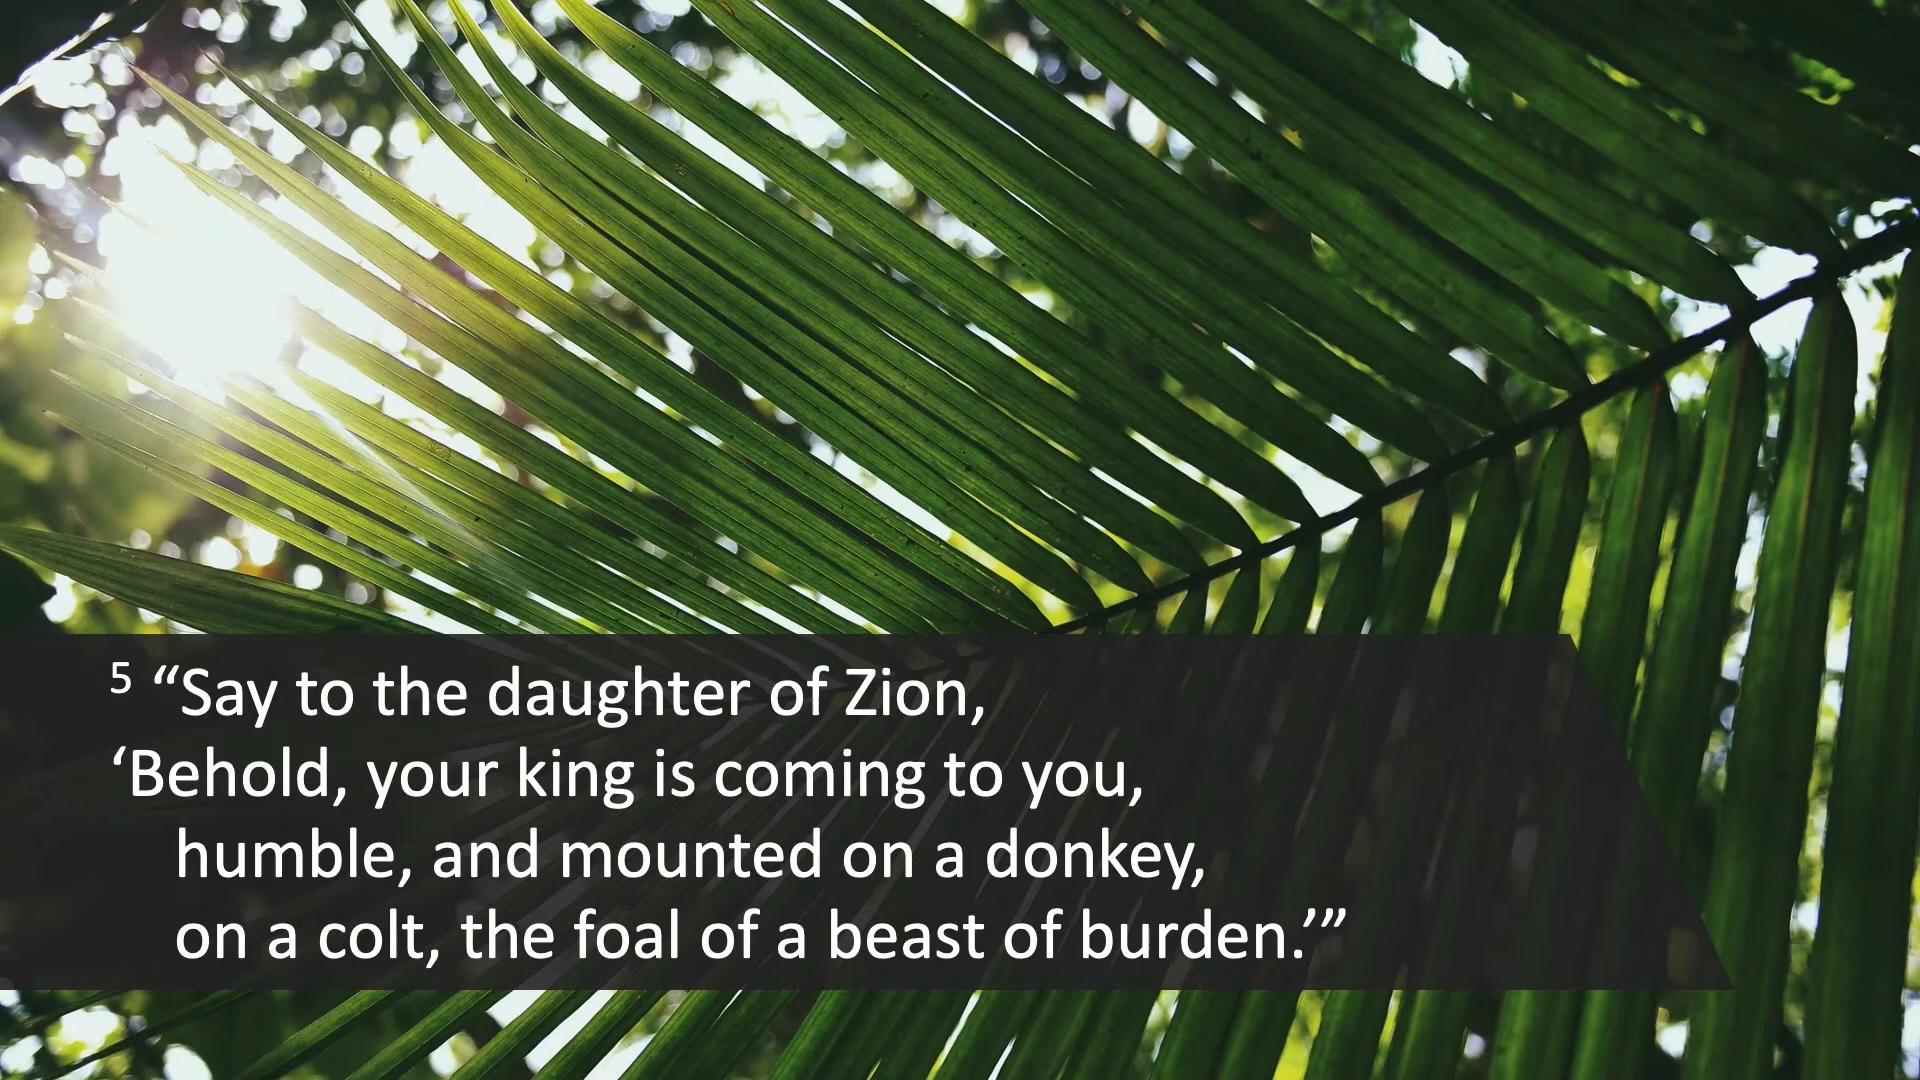 5 “Say to the daughter of Zion,
‘Behold, your king is coming to you,
humble, and mounted on a donkey,
on a colt, the foal of a beast of burden.’”